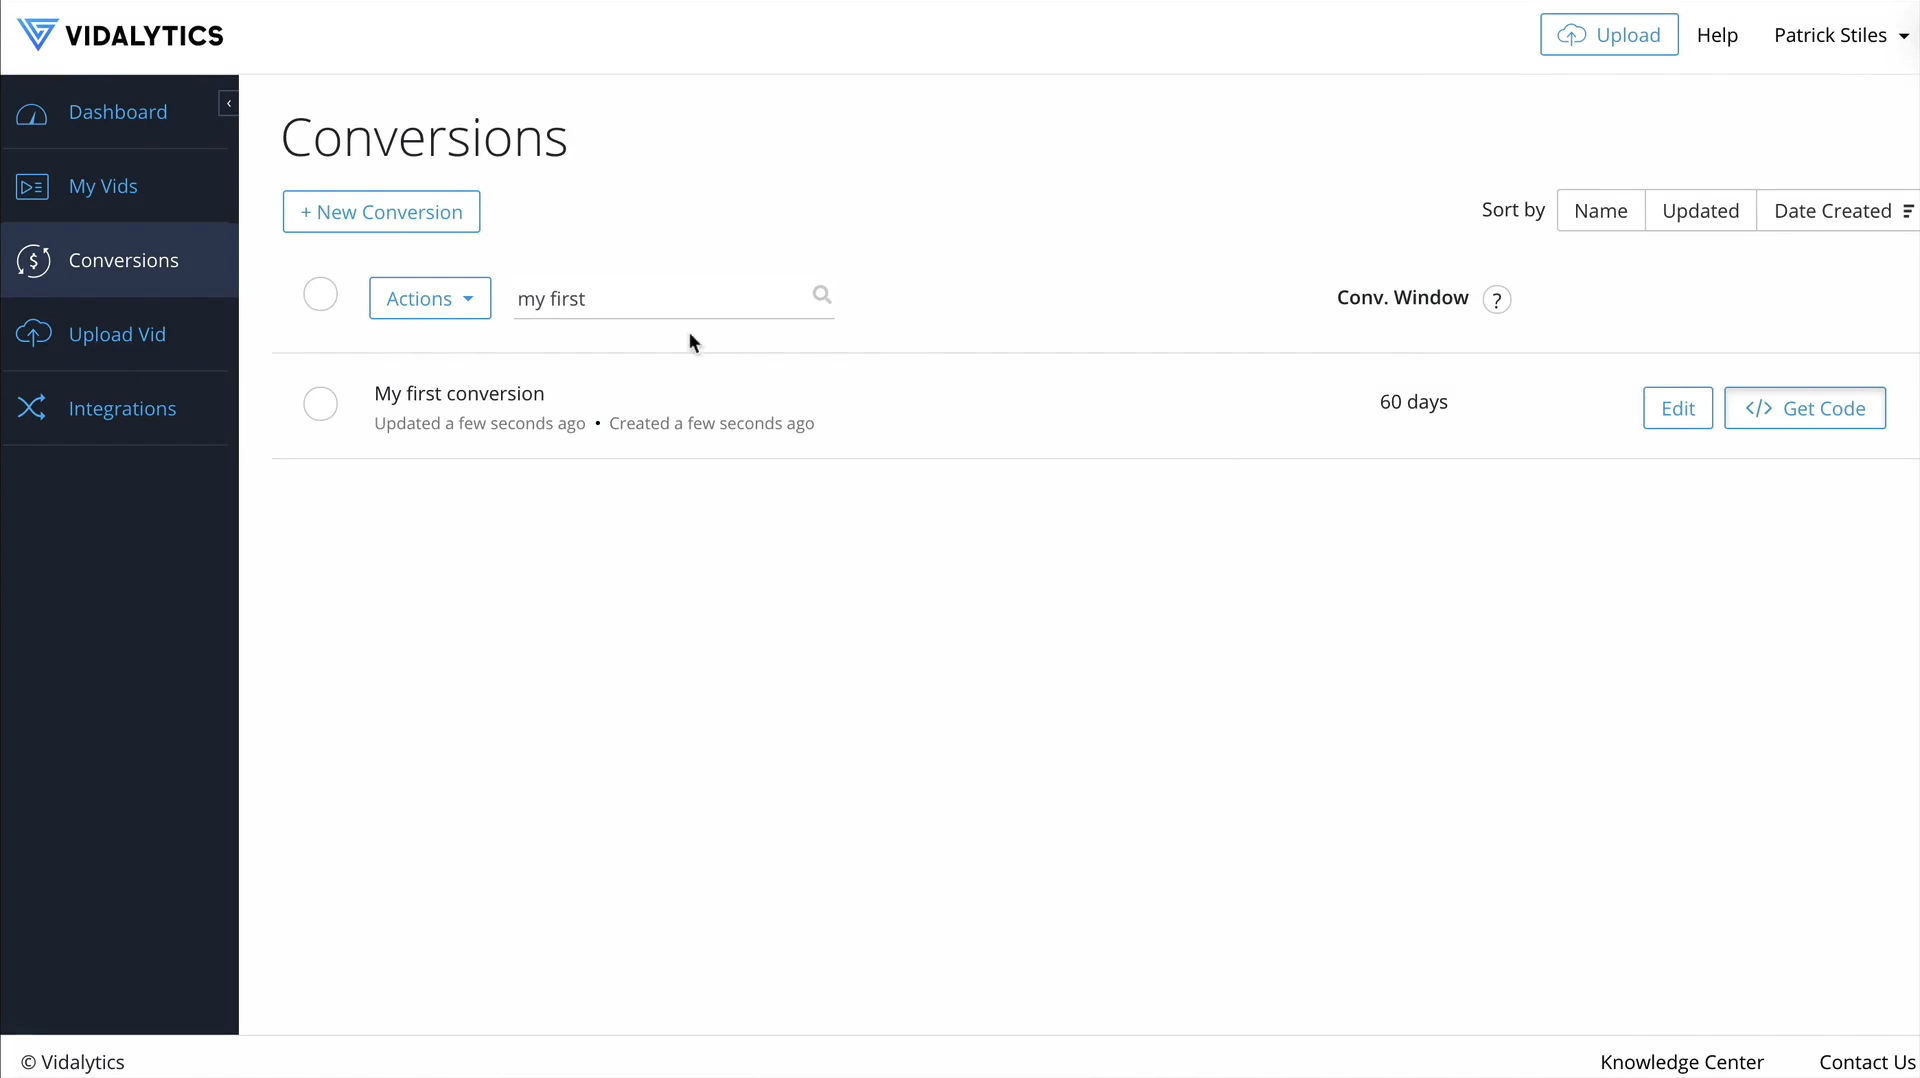 VIDALYTICS
Upload
Help
Patrick Stiles
Dashboard
My Vids
Conversions
Upload Vid
Integrations
Conversions
+ New Conversion
Sort by
Name
Updated
Date Created
Actions
my first
Conv. Window
?
My first conversion
Updated a few seconds ago • Created a few seconds ago
60 days
Edit
</> Get Code
© Vidalytics
Knowledge Center
Contact Us